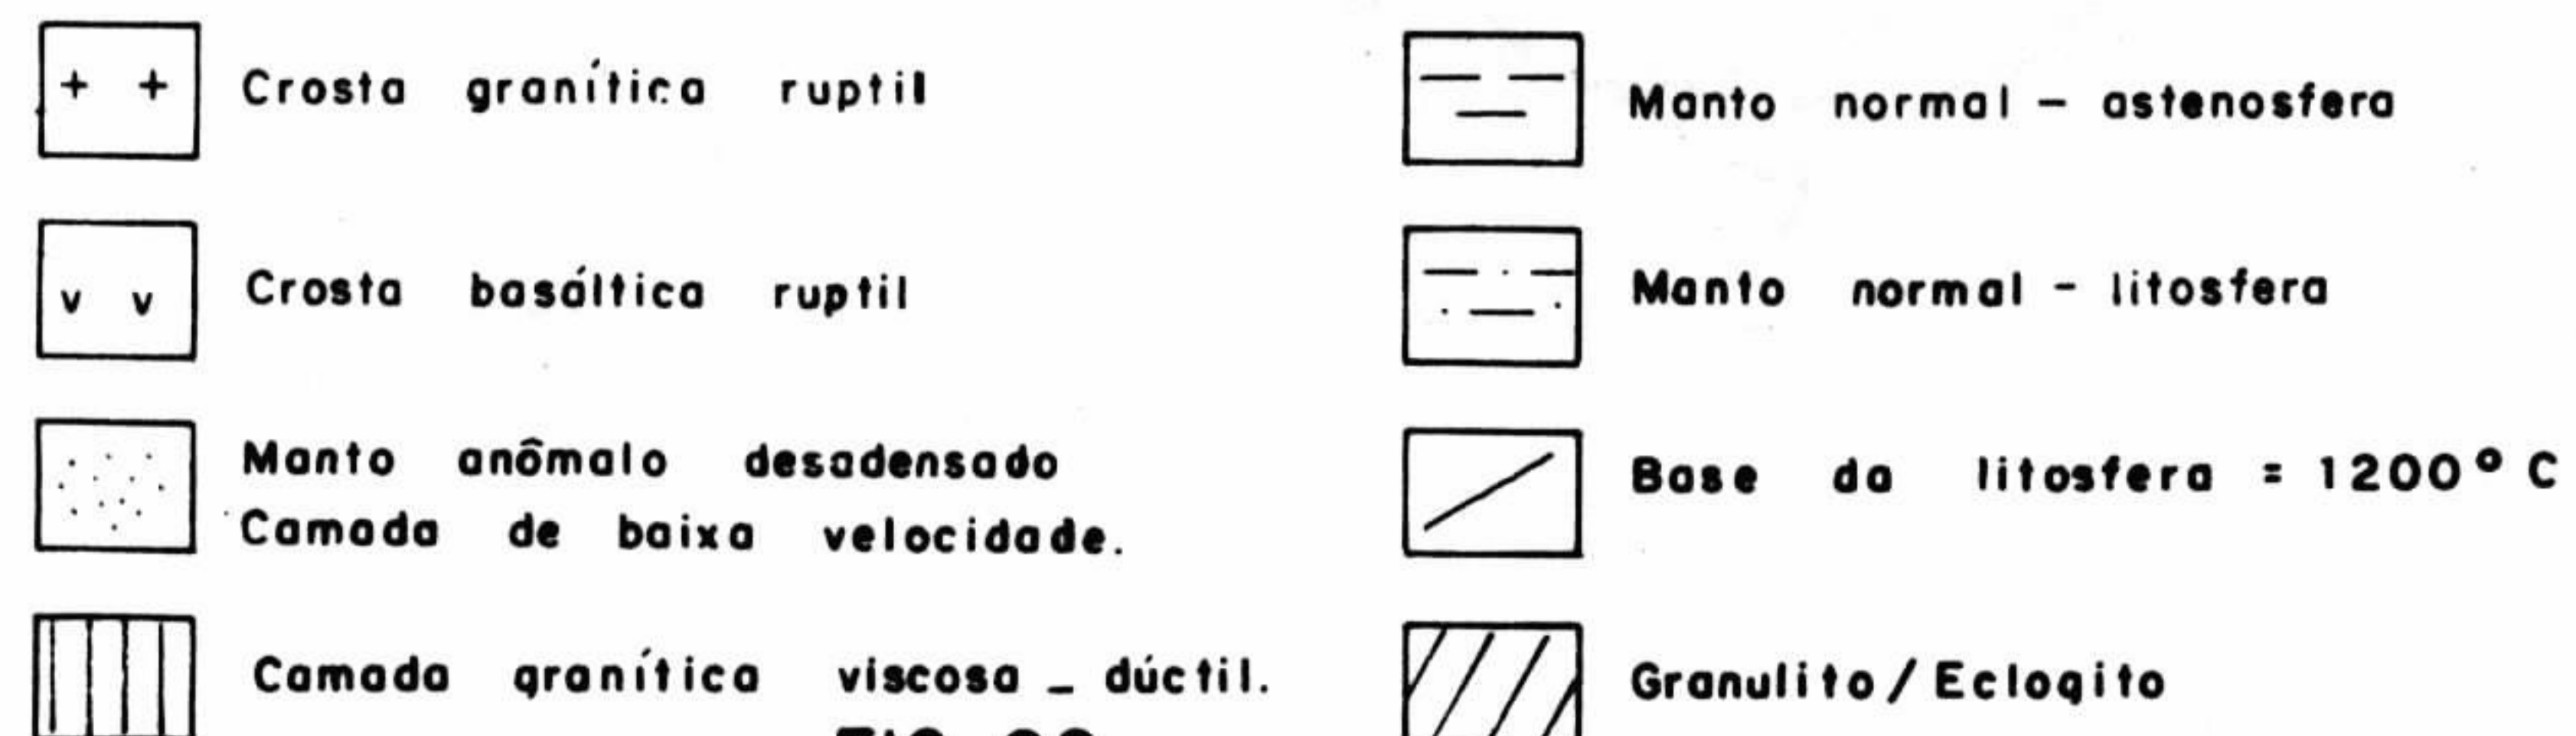 Crosta granítica ruptil
Crosta basáltica ruptil
Manto anômalo desadensado
Camada de baixa velocidade.
Camada granítica viscosa _ dúctil.
Manto normal - astenosfera
Manto normal - litosfera
Base da litosfera = 1200° C
Granulito / Eclogito